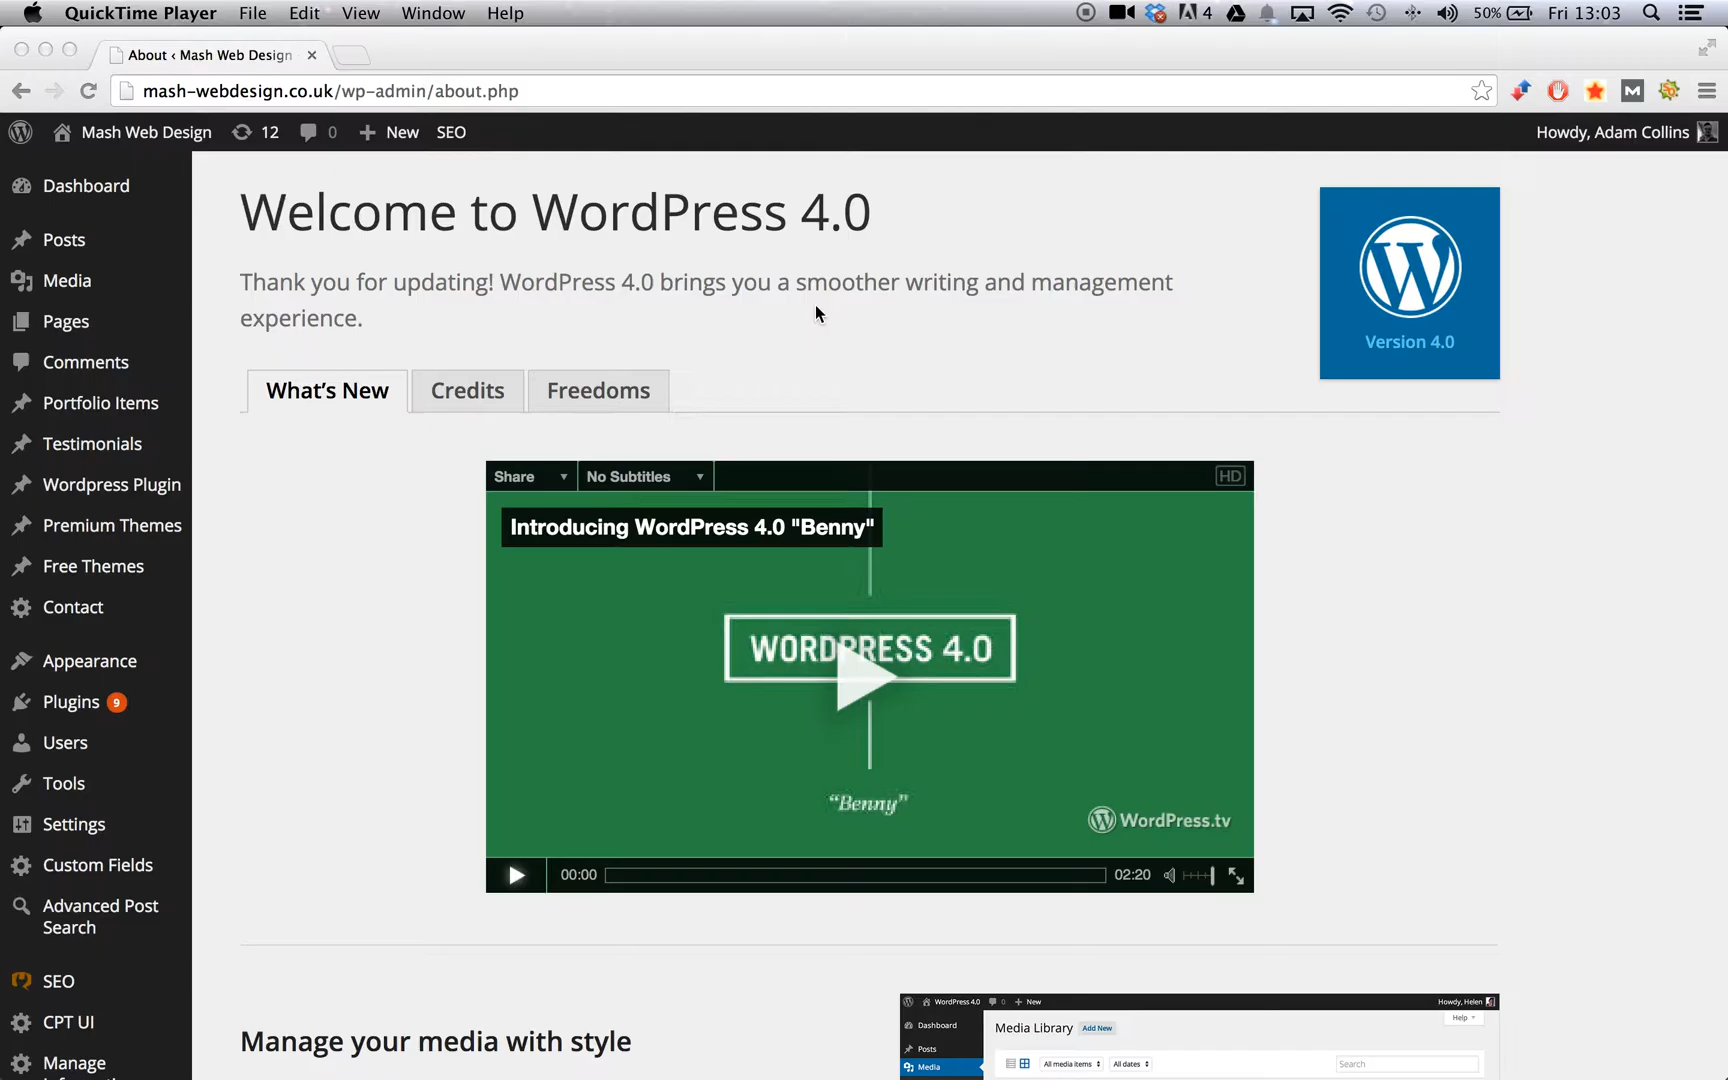 QuickTime Player File Edit View Window Help 4 50% Fri 13:03
About ‹ Mash Web Design
mash-webdesign.co.uk/wp-admin/about.php
Mash Web Design 12 0 New SEO Howdy, Adam Collins
Dashboard
Posts
Media
Pages
Comments
Portfolio Items
Testimonials
Wordpress Plugin
Premium Themes
Free Themes
Contact
Appearance
Plugins 9
Users
Tools
Settings
Custom Fields
Advanced Post
Search
SEO
CPT UI
Manage
Welcome to WordPress 4.0
Thank you for updating! WordPress 4.0 brings you a smoother writing and management
experience.
Version 4.0
What's New Credits Freedoms
Share No Subtitles HD
Introducing WordPress 4.0 "Benny"
WORDPRESS 4.0
“Benny”
WordPress.tv
00:00 02:20
Manage your media with style
WordPress 4.0 0 New Howdy, Helen
Help
Dashboard
Posts
Media
Media Library Add New
All media items All dates Search